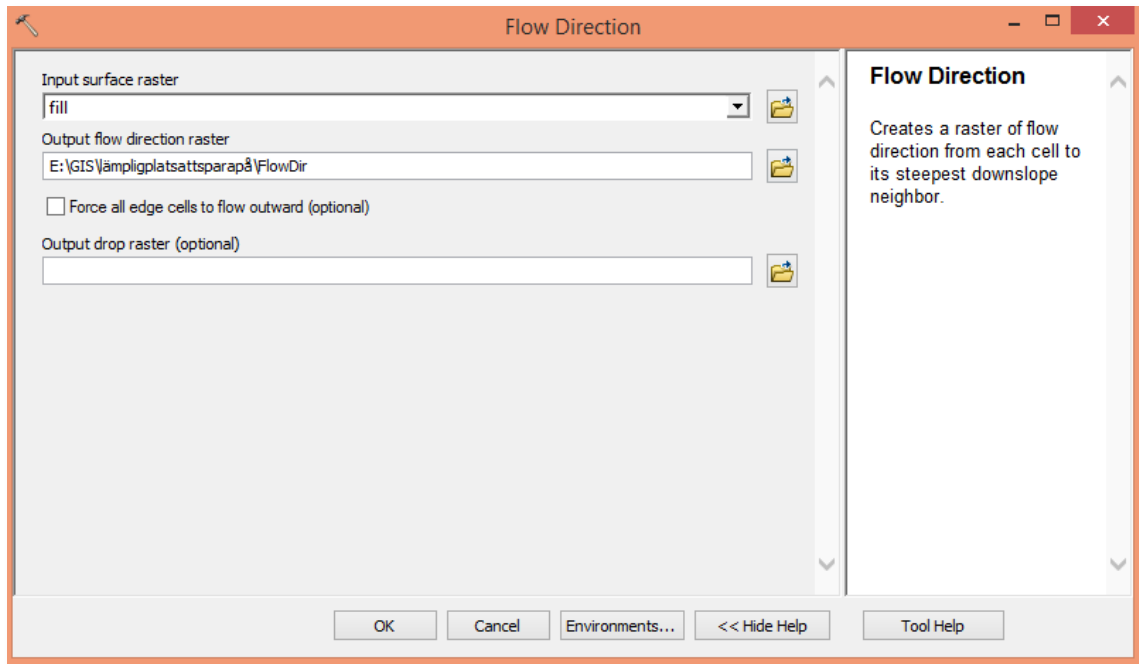 Flow Direction
Input surface raster
fill
Output flow direction raster
E:\GIS\lämpligplatsattsparapå\FlowDir
Force all edge cells to flow outward (optional)
Output drop raster (optional)
Flow Direction
Creates a raster of flow
direction from each cell to
its steepest downslope
neighbor.
OK
Cancel
Environments...
<< Hide Help
Tool Help